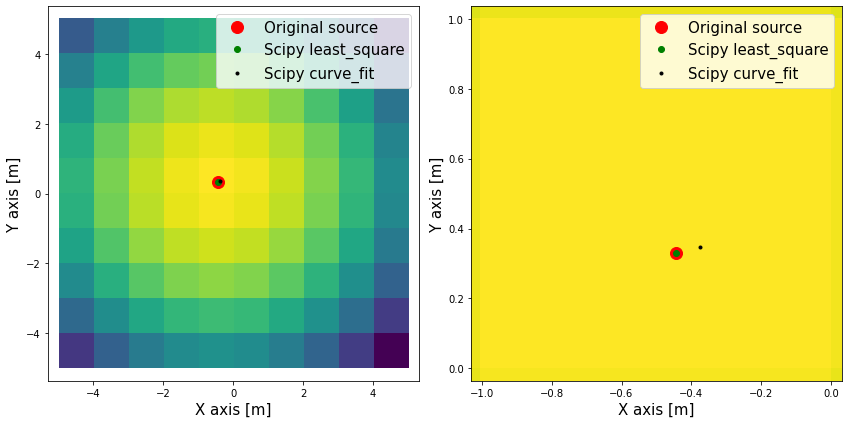 Original source
Scipy least_square
Scipy curve_fit
4
2
0
−2
−4
Y axis [m]
−4
−2
0
2
4
X axis [m]
Original source
Scipy least_square
Scipy curve_fit
1.0
0.8
0.6
0.4
0.2
0.0
Y axis [m]
−1.0
−0.8
−0.6
−0.4
−0.2
0.0
X axis [m]